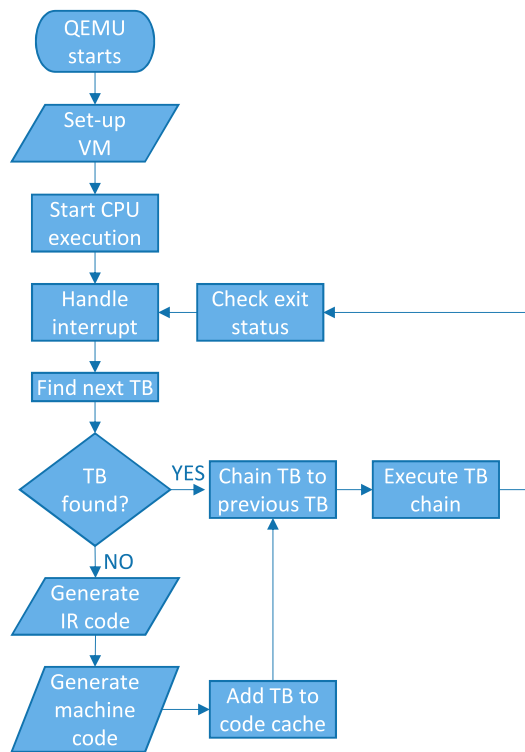 QEMU
starts
Set-up
VM
Start CPU
execution
Handle
interrupt
Check exit
status
Find next TB
TB
found?
YES
Chain TB to
previous TB
Execute TB
chain
NO
Generate
IR code
Generate
machine
code
Add TB to
code cache